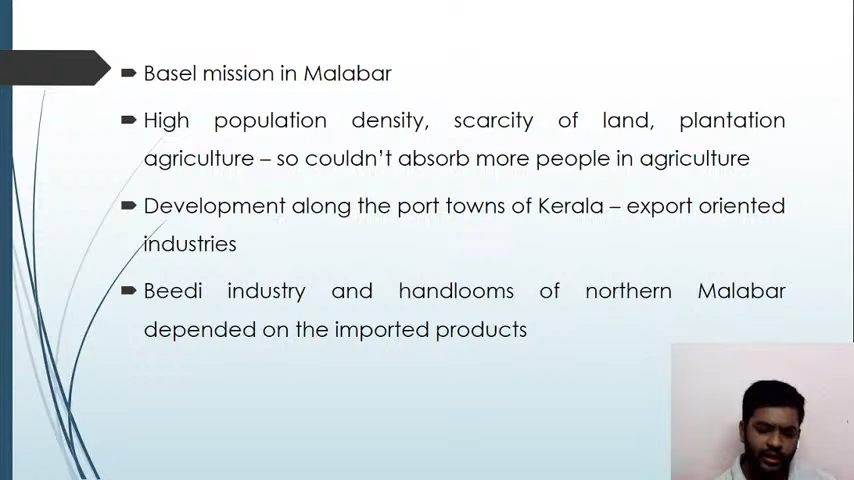 Basel mission in Malabar
High population density, scarcity of land, plantation
agriculture – so couldn’t absorb more people in agriculture
Development along the port towns of Kerala – export oriented
industries
Beedi industry and handlooms of northern Malabar
depended on the imported products